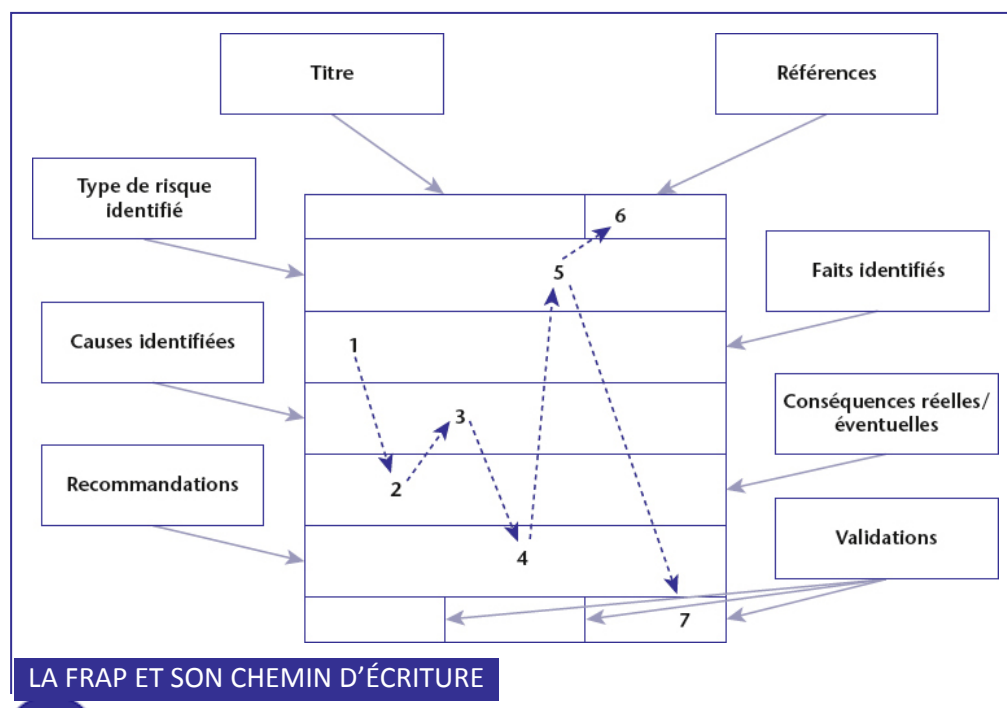 Titre
Références
Type de risque
identifié
6
5
Faits identifiés
Causes identifiées
1
3
Conséquences réelles/
éventuelles
Recommandations
2
4
Validations
7
LA FRAP ET SON CHEMIN D’ÉCRITURE